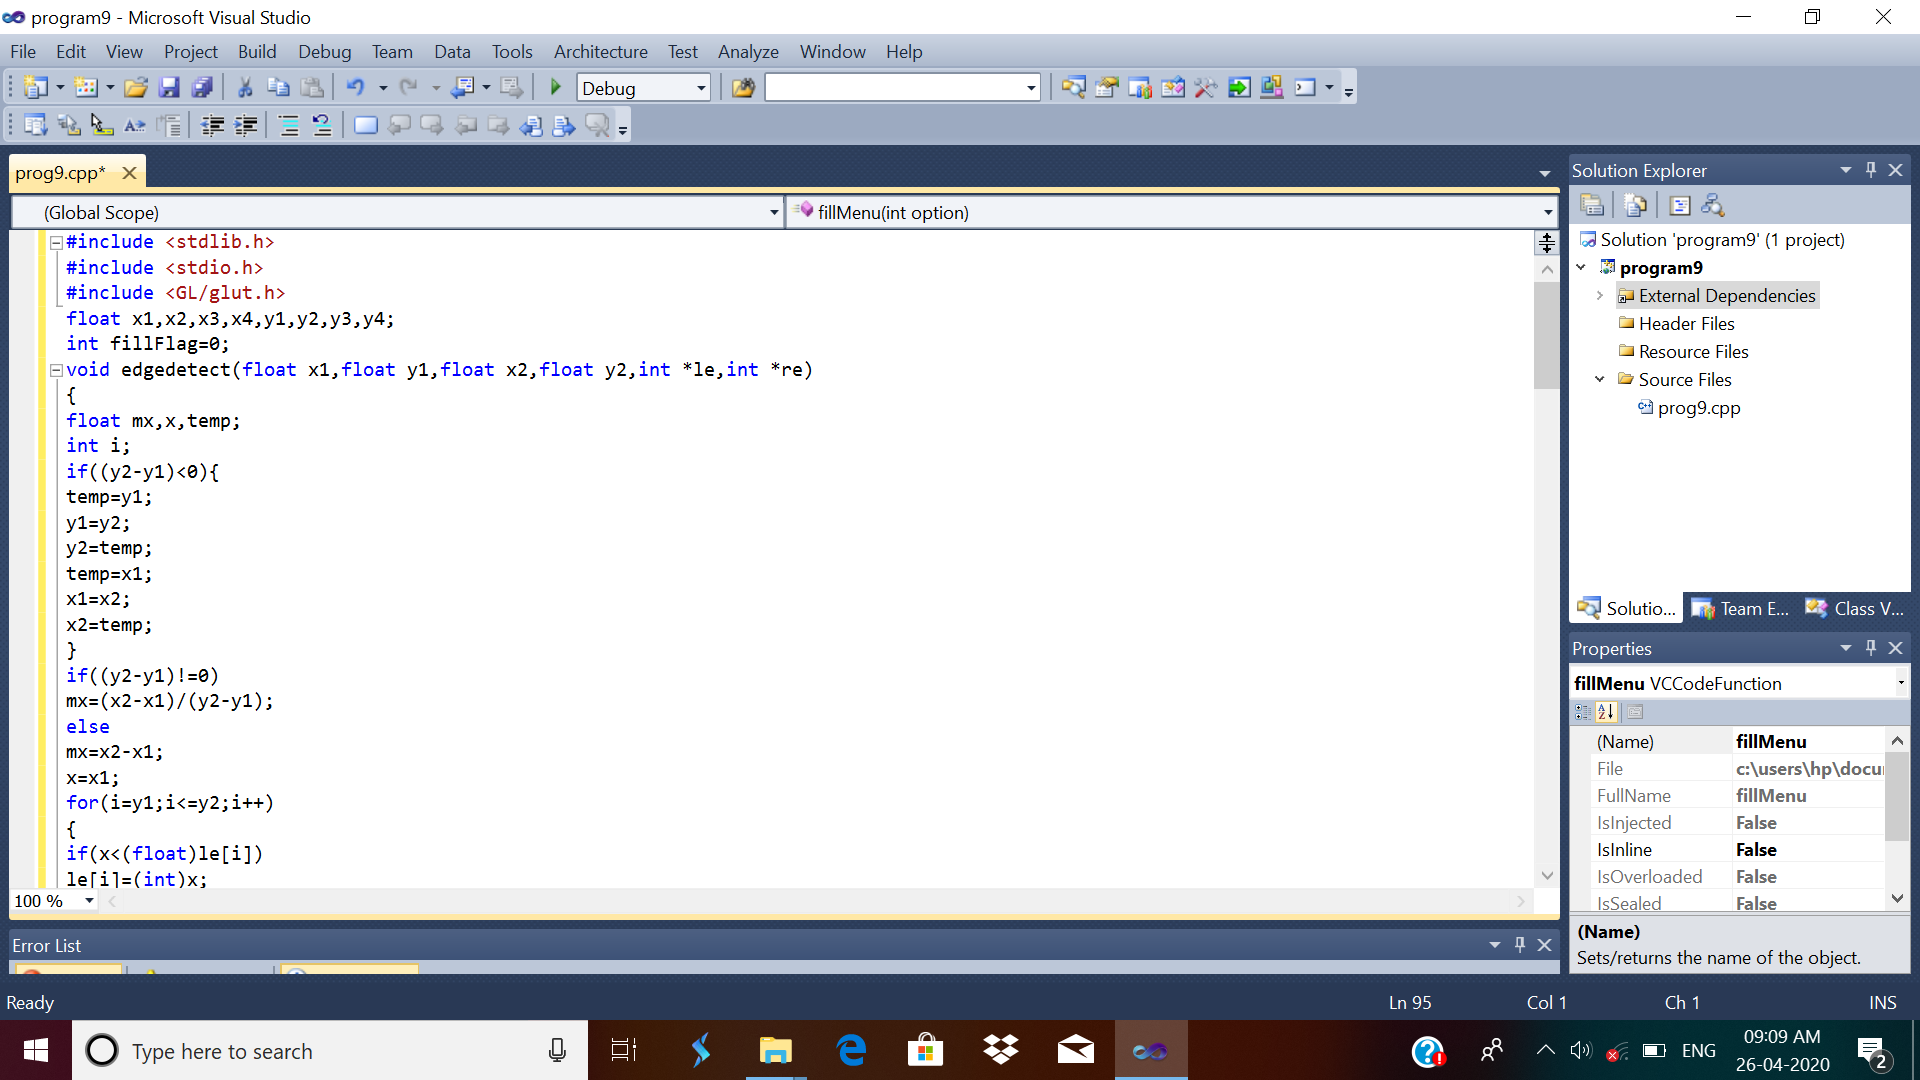 program9 - Microsoft Visual Studio
File Edit View Project Build Debug Team Data Tools Architecture Test Analyze Window Help
Debug
prog9.cpp*
(Global Scope)
fillMenu(int option)
#include <stdlib.h>
#include <stdio.h>
#include <GL/glut.h>
float x1,x2,x3,x4,y1,y2,y3,y4;
int fillFlag=0;
void edgedetect(float x1,float y1,float x2,float y2,int *le,int *re)
{
float mx,x,temp;
int i;
if((y2-y1)<0){
temp=y1;
y1=y2;
y2=temp;
temp=x1;
x1=x2;
x2=temp;
}
if((y2-y1)!=0)
mx=(x2-x1)/(y2-y1);
else
mx=x2-x1;
x=x1;
for(i=y1;i<=y2;i++)
{
if(x<(float)le[i])
le[i]=(int)x;
100 %
Error List
Solution Explorer
Solution 'program9' (1 project)
program9
External Dependencies
Header Files
Resource Files
Source Files
prog9.cpp
Solutio... Team E... Class V...
Properties
fillMenu VCCodeFunction
(Name) fillMenu
File c:\users\hp\docu
FullName fillMenu
IsInjected False
IsInline False
IsOverloaded False
IsSealed False
(Name)
Sets/returns the name of the object.
Ready
Ln 95 Col 1 Ch 1 INS
Type here to search
ENG
09:09 AM
26-04-2020
2